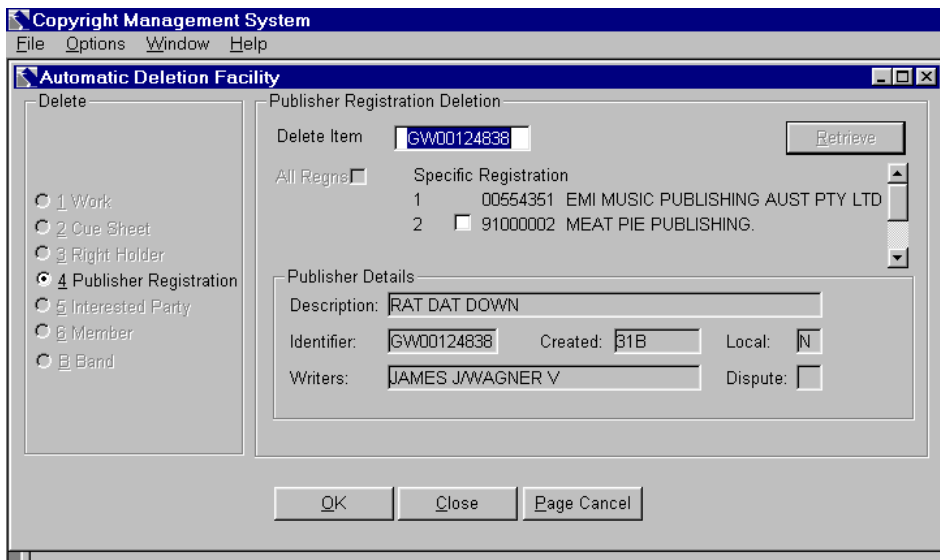 Copyright Management System
File Options Window Help
Automatic Deletion Facility
Delete
1 Work
2 Cue Sheet
3 Right Holder
4 Publisher Registration
5 Interested Party
6 Member
B Band
Publisher Registration Deletion
Delete Item GW00124838 Retrieve
All Regns Specific Registration
1 00554351 EMI MUSIC PUBLISHING AUST PTY LTD
2 91000002 MEAT PIE PUBLISHING.
Publisher Details
Description: RAT DAT DOWN
Identifier: GW00124838 Created: 31B Local: N
Writers: JAMES J/WAGNER V Dispute:
OK Close Page Cancel